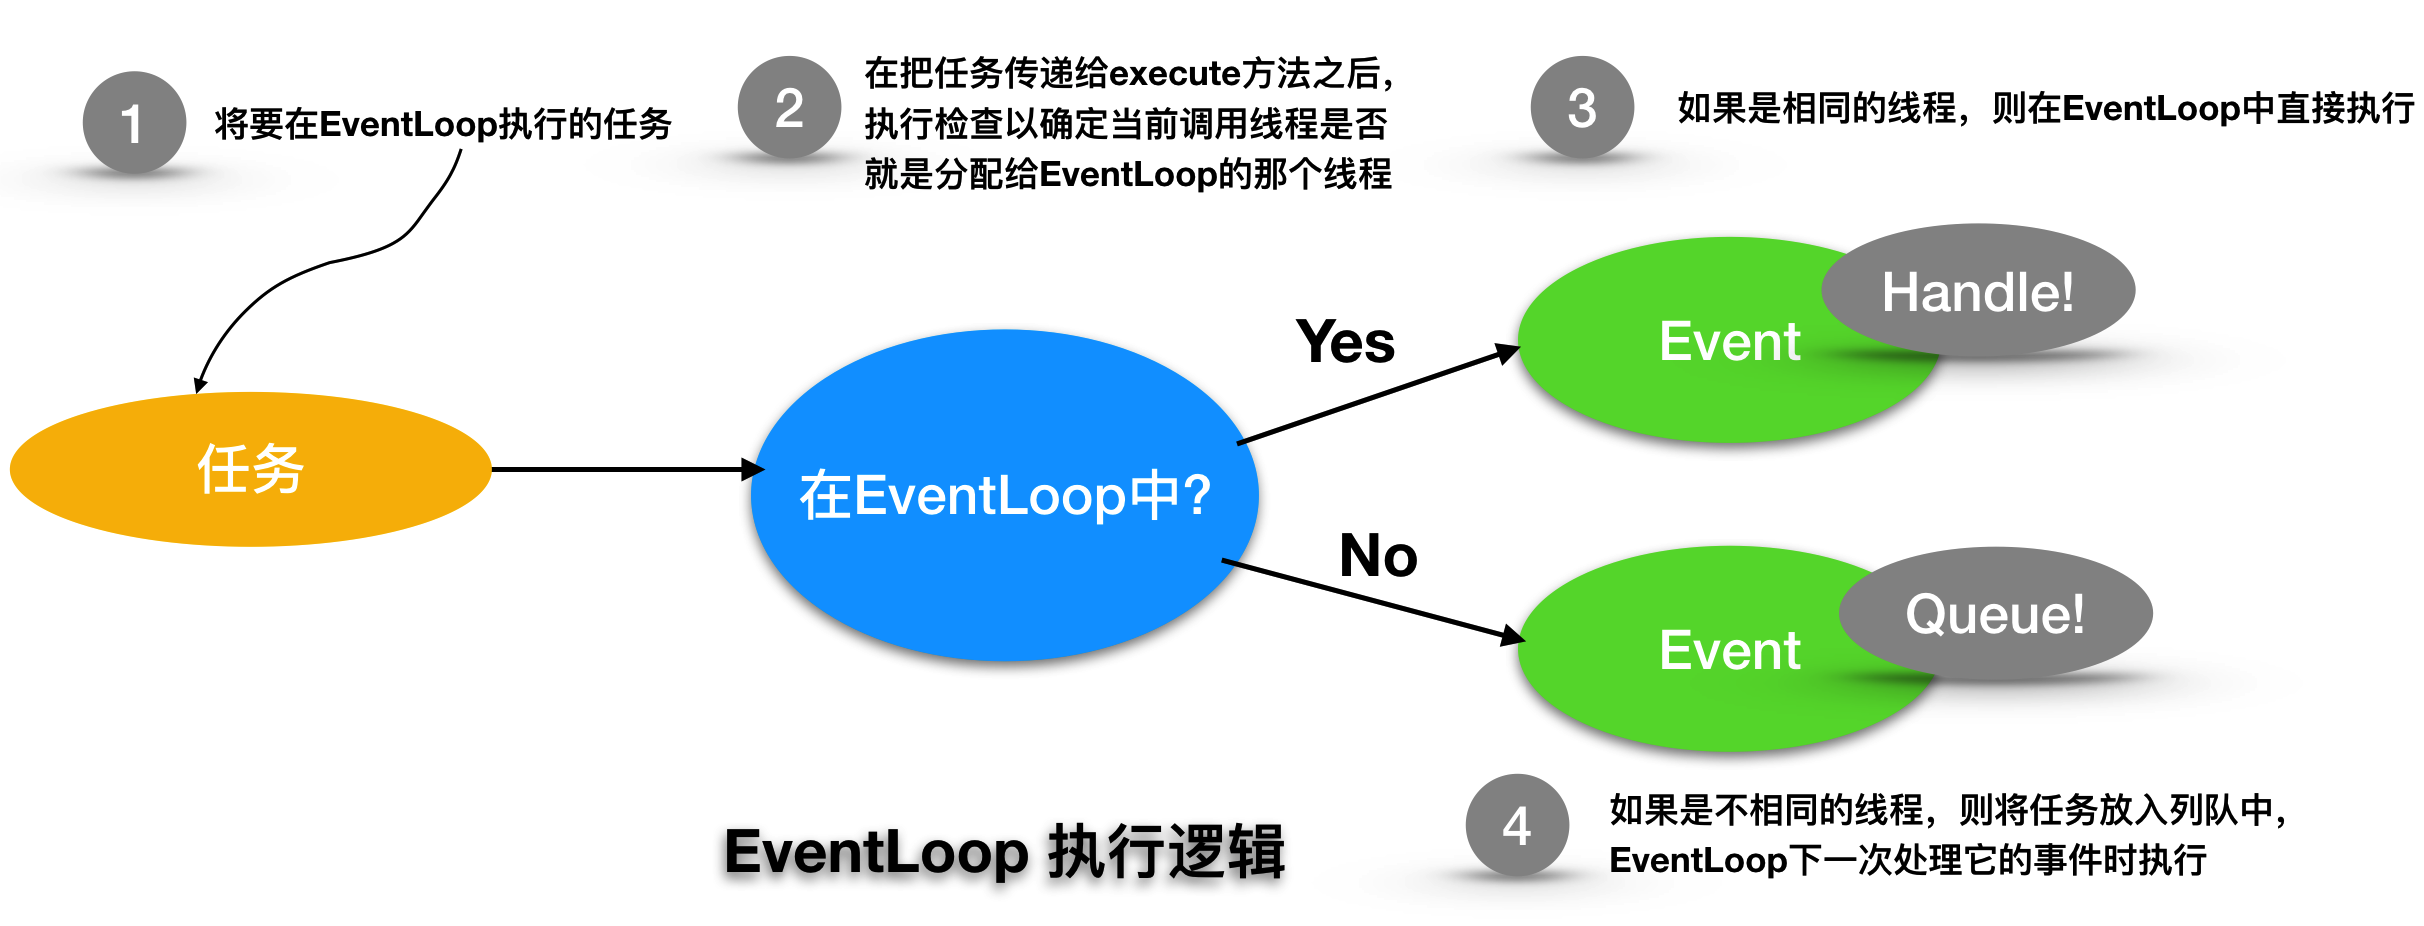 1
将要在EventLoop执行的任务
2
在把任务传递给execute方法之后，
执行检查以确定当前调用线程是否
就是分配给EventLoop的那个线程
3
如果是相同的线程，则在EventLoop中直接执行
任务
在EventLoop中?
Yes
Event
Handle!
No
Event
Queue!
4
如果是不相同的线程，则将任务放入列队中，
EventLoop下一次处理它的事件时执行
EventLoop 执行逻辑